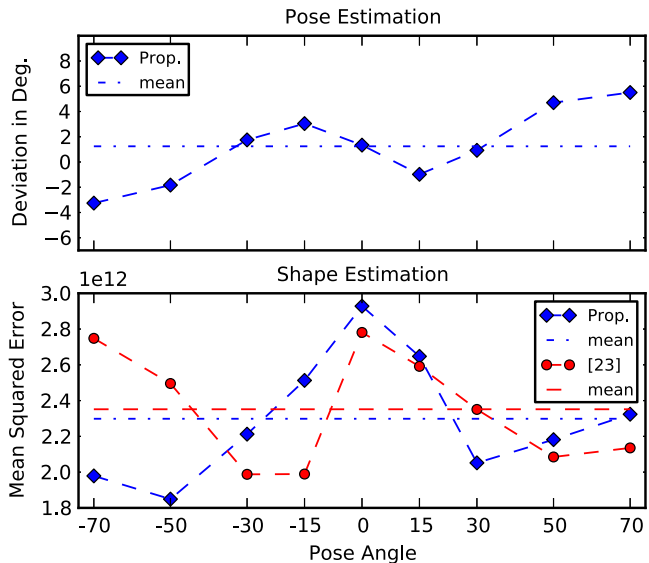 Pose Estimation
Deviation in Deg.
8
6
4
2
0
−2
−4
−6
Prop.
mean
Shape Estimation
1e12
Mean Squared Error
3.0
2.8
2.6
2.4
2.2
2.0
1.8
Prop.
mean
[23]
mean
-70 -50 -30 -15 0 15 30 50 70
Pose Angle